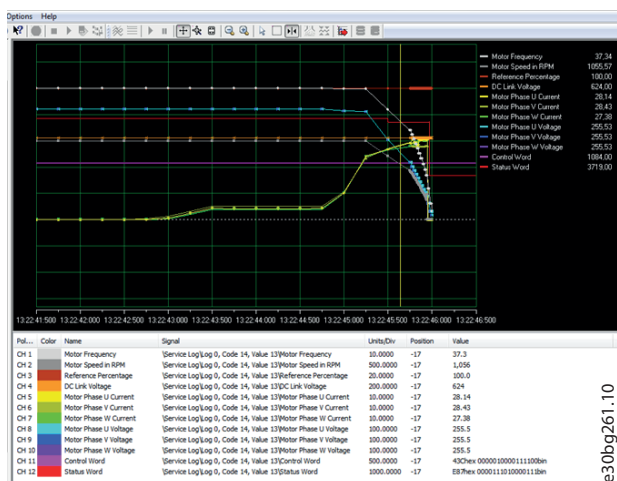 Options Help
Motor Frequency 37,34
Motor Speed in RPM 1055,57
Reference Percentage 100,00
DC Link Voltage 624,00
Motor Phase U Current 28,14
Motor Phase V Current 28,43
Motor Phase W Current 27,38
Motor Phase U Voltage 255,53
Motor Phase V Voltage 255,53
Motor Phase W Voltage 255,53
Control Word 1084,00
Status Word 3719,00
13:22:41:500 13:22:42:000 13:22:42:500 13:22:43:000 13:22:43:500 13:22:44:000 13:22:44:500 13:22:45:000 13:22:45:500 13:22:46:000 13:22:46:500
Pol... Color Name Signal Units/Div Position Value
CH 1 Motor Frequency \Service Log\Log 0, Code 14, Value 13\Motor Frequency 10.0000 -17 37.3
CH 2 Motor Speed in RPM \Service Log\Log 0, Code 14, Value 13\Motor Speed in RPM 500.0000 -17 1,056
CH 3 Reference Percentage \Service Log\Log 0, Code 14, Value 13\Reference Percentage 20.0000 -17 100.0
CH 4 DC Link Voltage \Service Log\Log 0, Code 14, Value 13\DC Link Voltage 200.0000 -17 624
CH 5 Motor Phase U Current \Service Log\Log 0, Code 14, Value 13\Motor Phase U Current 10.0000 -17 28.14
CH 6 Motor Phase V Current \Service Log\Log 0, Code 14, Value 13\Motor Phase V Current 10.0000 -17 28.43
CH 7 Motor Phase W Current \Service Log\Log 0, Code 14, Value 13\Motor Phase W Current 10.0000 -17 27.38
CH 8 Motor Phase U Voltage \Service Log\Log 0, Code 14, Value 13\Motor Phase U Voltage 100.0000 -17 255.5
CH 9 Motor Phase V Voltage \Service Log\Log 0, Code 14, Value 13\Motor Phase V Voltage 100.0000 -17 255.5
CH 10 Motor Phase W Voltage \Service Log\Log 0, Code 14, Value 13\Motor Phase W Voltage 100.0000 -17 255.5
CH 11 Control Word \Service Log\Log 0, Code 14, Value 13\Control Word 500.0000 -17 43Chex 0000010000111100bin
CH 12 Status Word \Service Log\Log 0, Code 14, Value 13\Status Word 1000.0000 -17 E87hex 0000111010000111bin
e30bg261.10